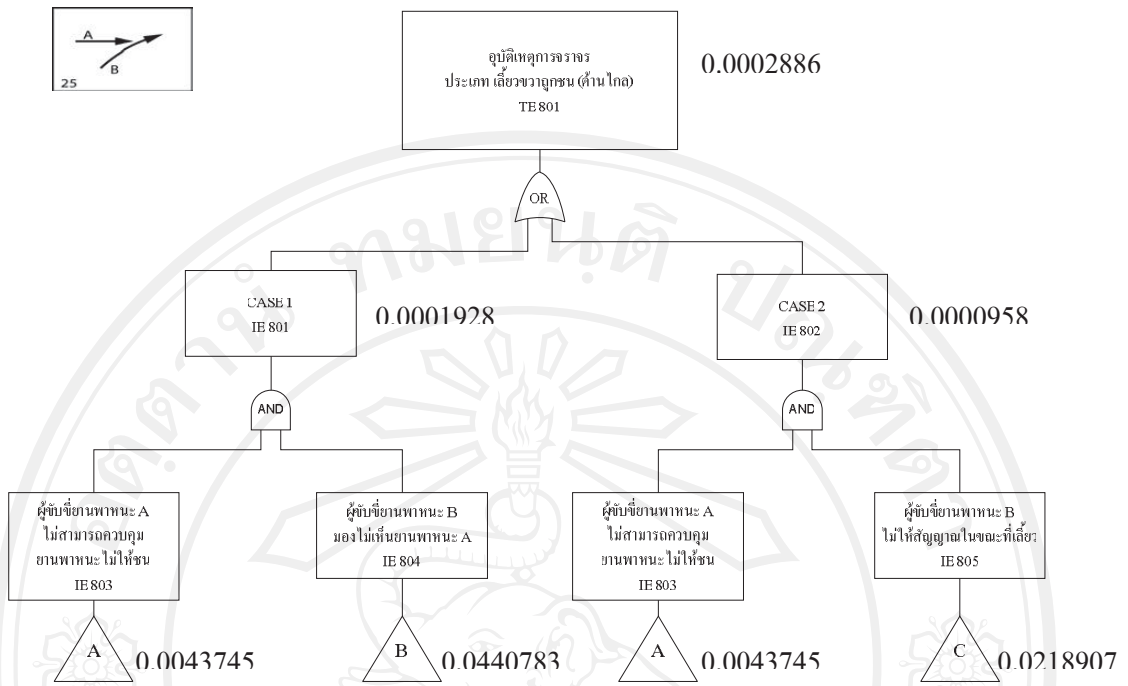 A
B
25
อุบัติเหตุการจราจร
ประเภท เลี้ยวขวาถูกชน (ด้านไกล)
TE 801
0.0002886
OR
CASE 1
IE 801
0.0001928
CASE 2
IE 802
0.0000958
AND
AND
ผู้ขับขี่ยานพาหนะ A
ไม่สามารถควบคุม
ยานพาหนะ ไม่ให้ชน
IE 803
ผู้ขับขี่ยานพาหนะ B
มองไม่เห็นยานพาหนะ A
IE 804
ผู้ขับขี่ยานพาหนะ A
ไม่สามารถควบคุม
ยานพาหนะ ไม่ให้ชน
IE 803
ผู้ขับขี่ยานพาหนะ B
ไม่ให้สัญญาณในขณะที่เลี้ยว
IE 805
A
0.0043745
B
0.0440783
A
0.0043745
C
0.0218907